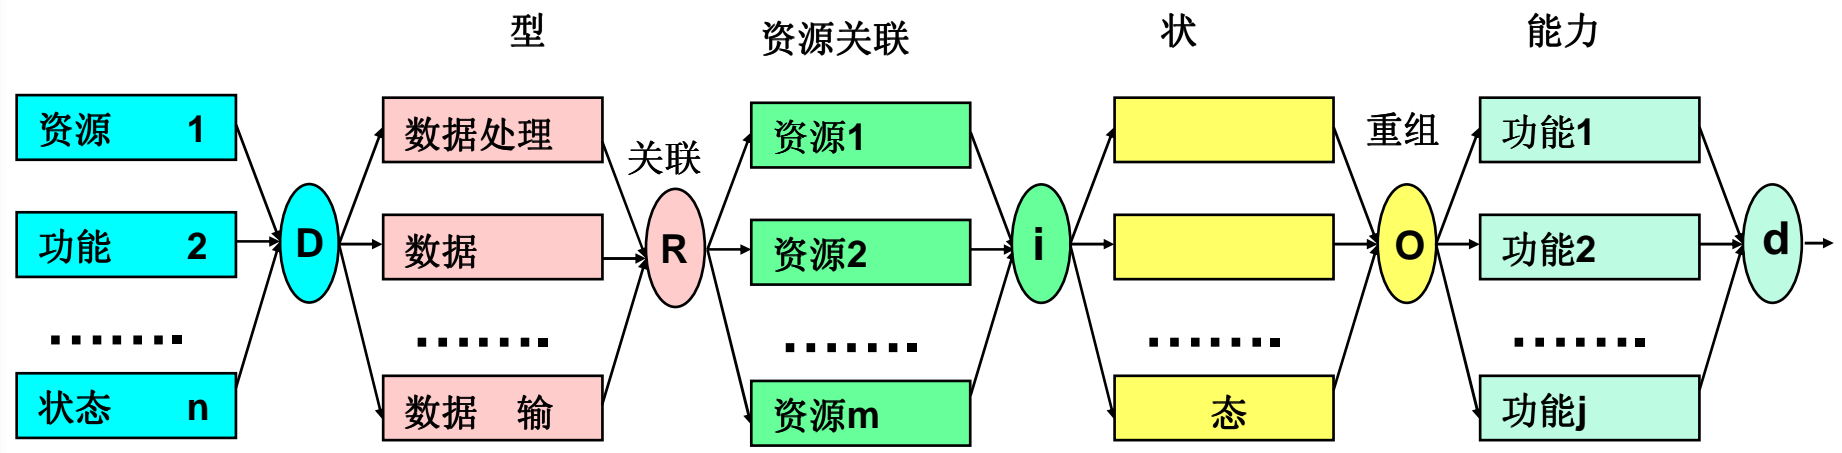 型
资源关联
状
能力
资源 1
功能 2
状态 n
D
数据处理
数据
数据 输
关联
R
资源1
资源2
资源m
i
态
重组
O
功能1
功能2
功能j
d